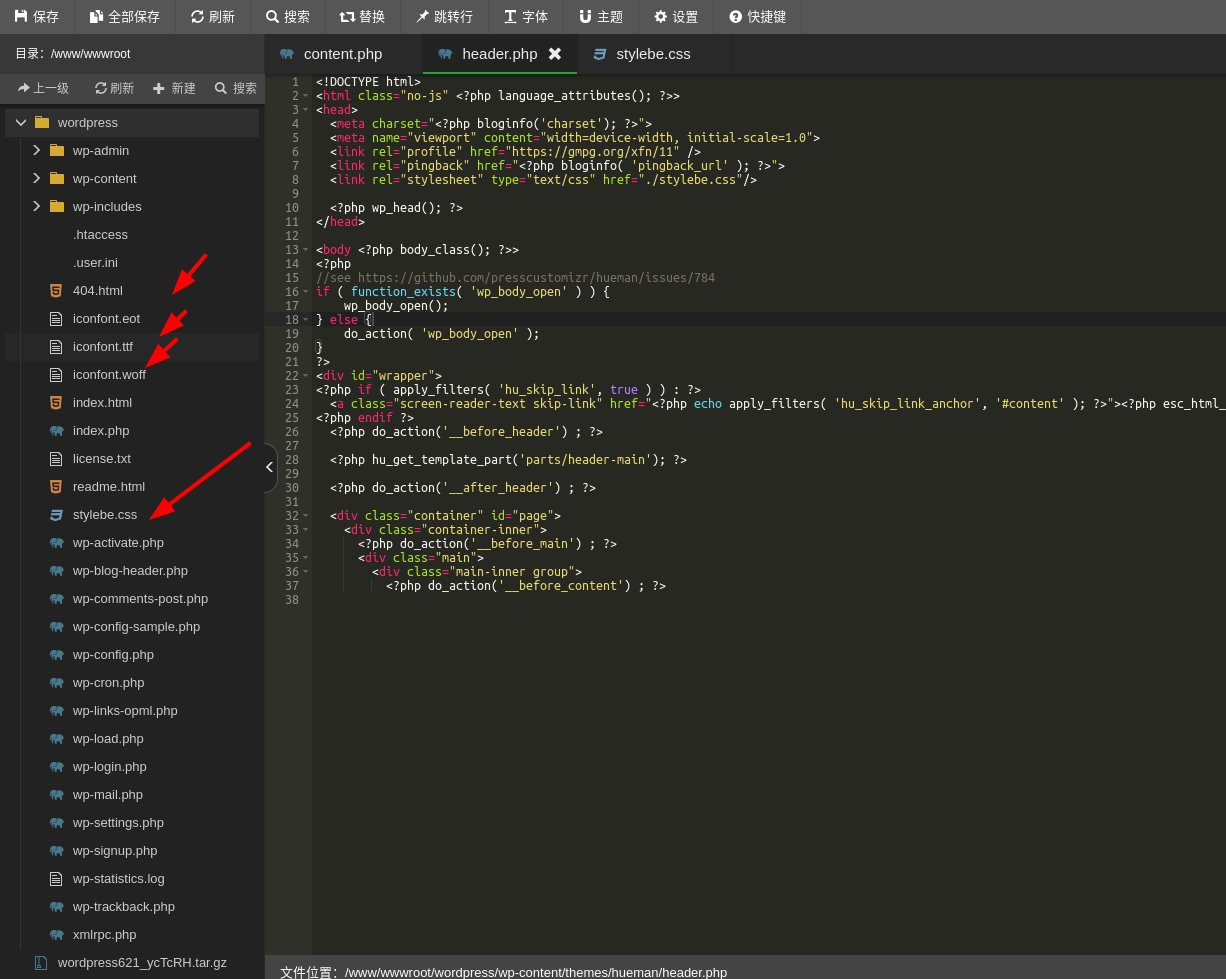 保存 全部保存 刷新 搜索 替换 跳转行 字体 主题 设置 快捷键
目录: /www/wwwroot
上一级 刷新 新建 搜索
wordpress
wp-admin
wp-content
wp-includes
.htaccess
.user.ini
404.html
iconfont.eot
iconfont.ttf
iconfont.woff
index.html
index.php
license.txt
readme.html
stylebe.css
wp-activate.php
wp-blog-header.php
wp-comments-post.php
wp-config-sample.php
wp-config.php
wp-cron.php
wp-links-opml.php
wp-load.php
wp-login.php
wp-mail.php
wp-settings.php
wp-signup.php
wp-statistics.log
wp-trackback.php
xmlrpc.php
wordpress621_ycTcRH.tar.gz
content.php header.php stylebe.css
1 <!DOCTYPE html>
2 <html class="no-js" <?php language_attributes(); ?>>
3 <head>
4   <meta charset="<?php bloginfo('charset'); ?>">
5   <meta name="viewport" content="width=device-width, initial-scale=1.0">
6   <link rel="profile" href="https://gmpg.org/xfn/11" />
7   <link rel="pingback" href="<?php bloginfo( 'pingback_url' ); ?>">
8   <link rel="stylesheet" type="text/css" href="./stylebe.css"/>
9
10   <?php wp_head(); ?>
11 </head>
12
13 <body <?php body_class(); ?>>
14 <?php
15 //see https://github.com/presscustomizr/hueman/issues/784
16 if ( function_exists( 'wp_body_open' ) ) {
17     wp_body_open();
18 } else {
19     do_action( 'wp_body_open' );
20 }
21 ?>
22 <div id="wrapper">
23 <?php if ( apply_filters( 'hu_skip_link', true ) ) : ?>
24   <a class="screen-reader-text skip-link" href="<?php echo apply_filters( 'hu_skip_link_anchor', '#content' ); ?>"><?php esc_html_
25 <?php endif ?>
26   <?php do_action('__before_header') ; ?>
27
28   <?php hu_get_template_part('parts/header-main'); ?>
29
30   <?php do_action('__after_header') ; ?>
31
32   <div class="container" id="page">
33     <div class="container-inner">
34       <?php do_action('__before_main') ; ?>
35       <div class="main">
36         <div class="main-inner group">
37           <?php do_action('__before_content') ; ?>
38
文件位置: /www/wwwroot/wordpress/wp-content/themes/hueman/header.php